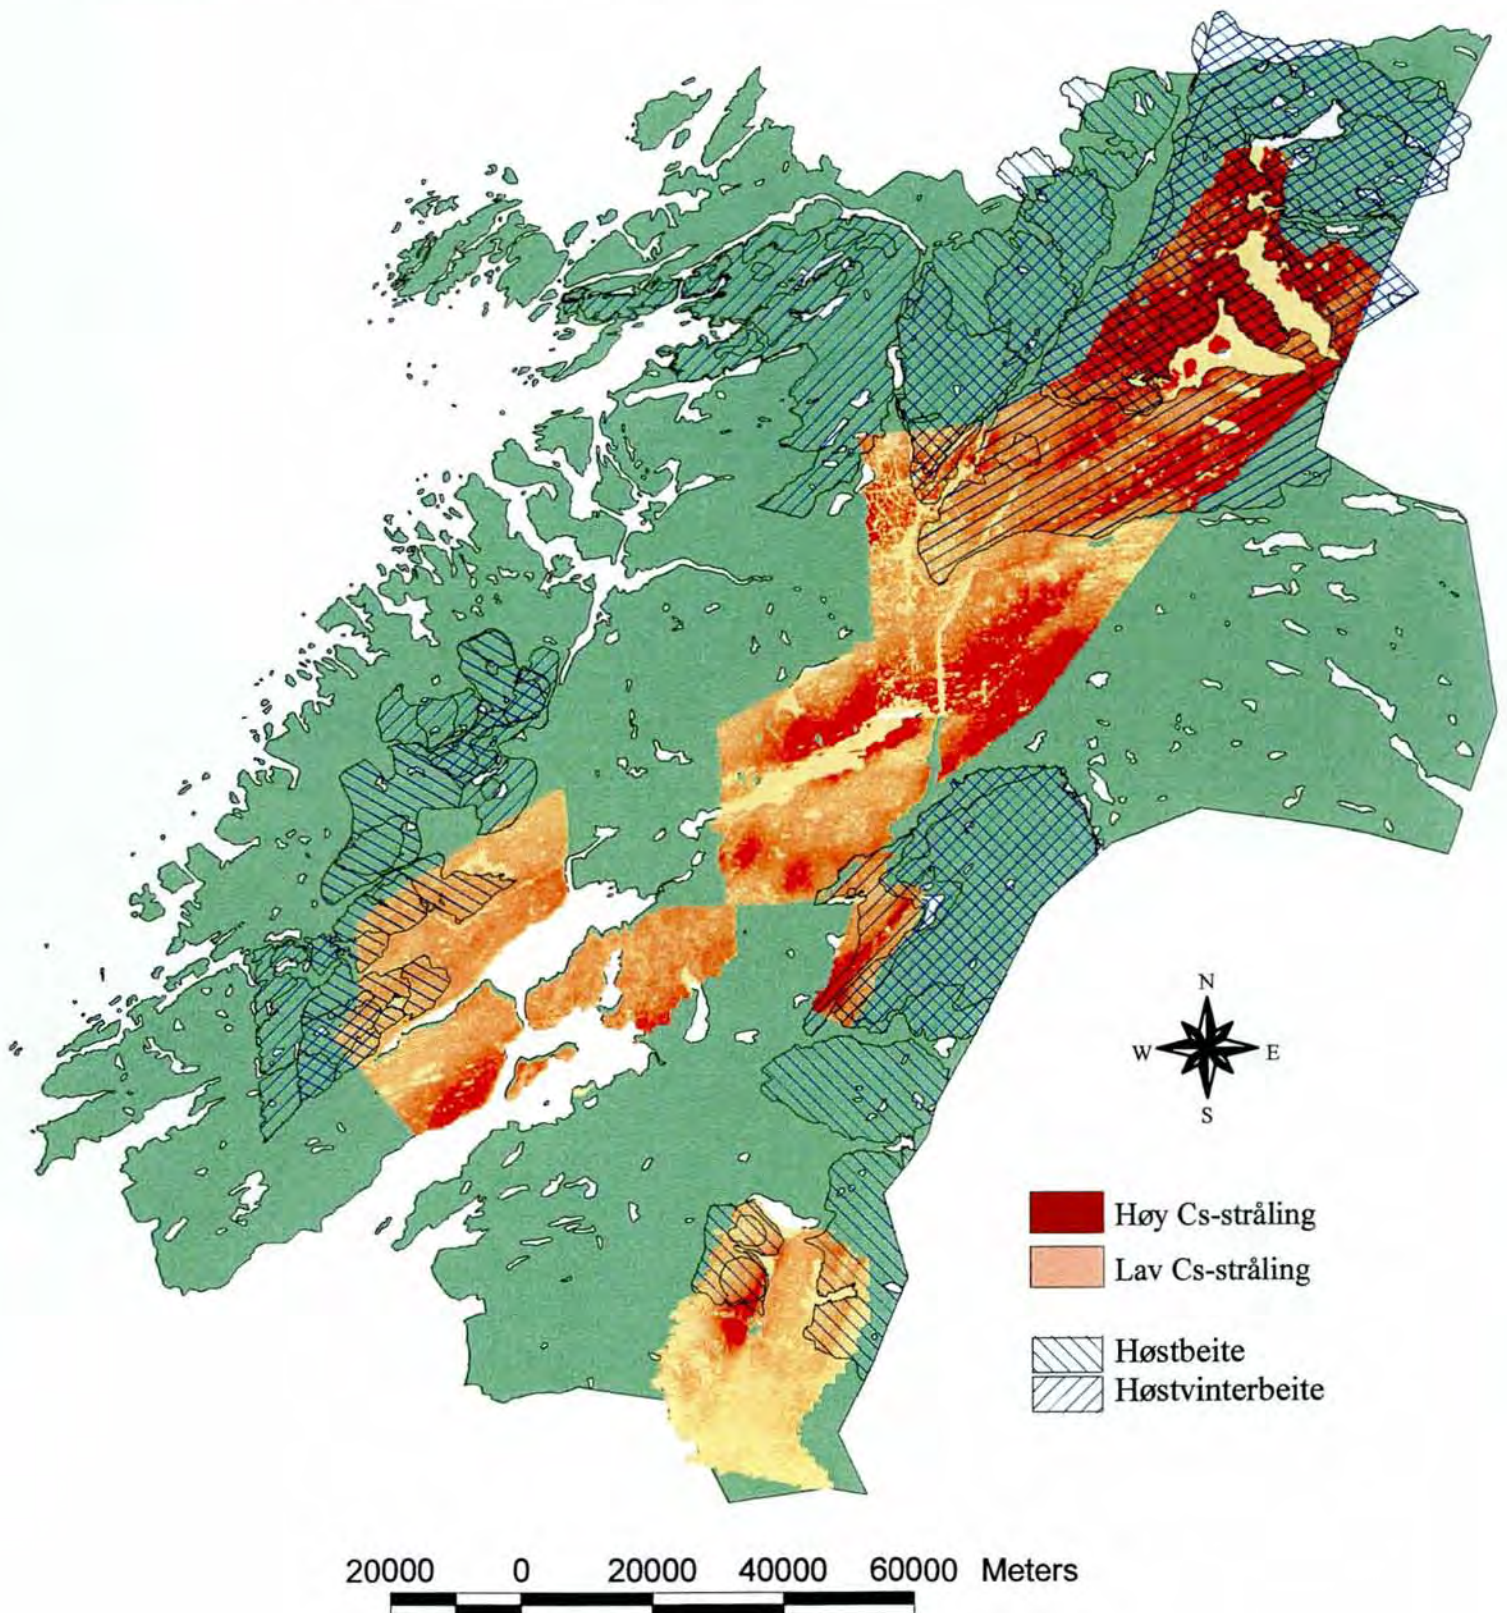 N
W E
S
Høy Cs-stråling
Lav Cs-stråling
Høstbeite
Høstvinterbeite
20000 0 20000 40000 60000 Meters